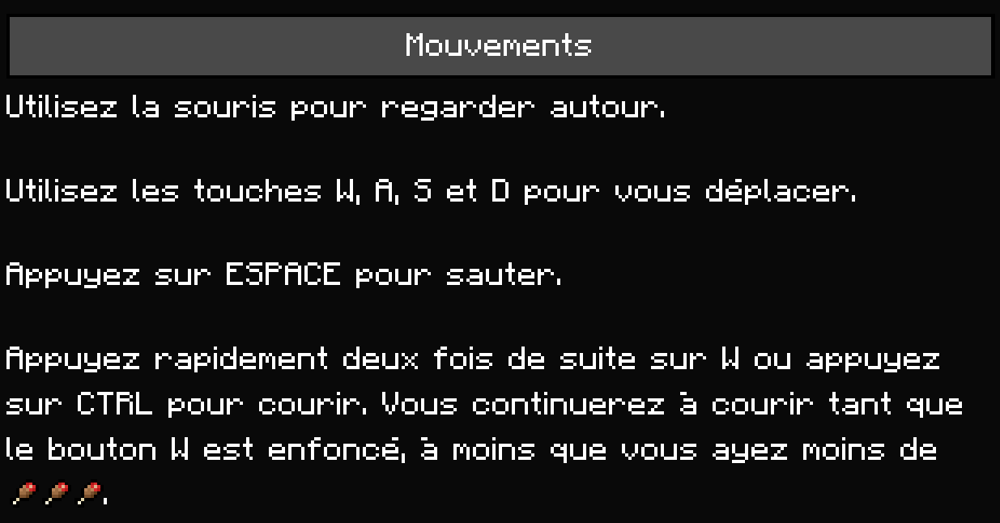 Mouvements
Utilisez la souris pour regarder autour.
Utilisez les touches W, A, S et D pour vous déplacer.
Appuyez sur ESPACE pour sauter.
Appuyez rapidement deux fois de suite sur W ou appuyez
sur CTRL pour courir. Vous continuerez à courir tant que
le bouton W est enfoncé, à moins que vous ayez moins de
.